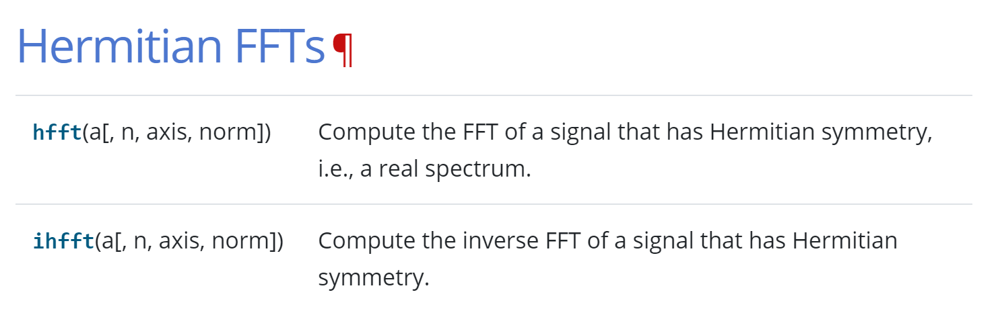 Hermitian FFTs¶
hfft(a[, n, axis, norm]) Compute the FFT of a signal that has Hermitian symmetry,
i.e., a real spectrum.
ihfft(a[, n, axis, norm]) Compute the inverse FFT of a signal that has Hermitian
symmetry.